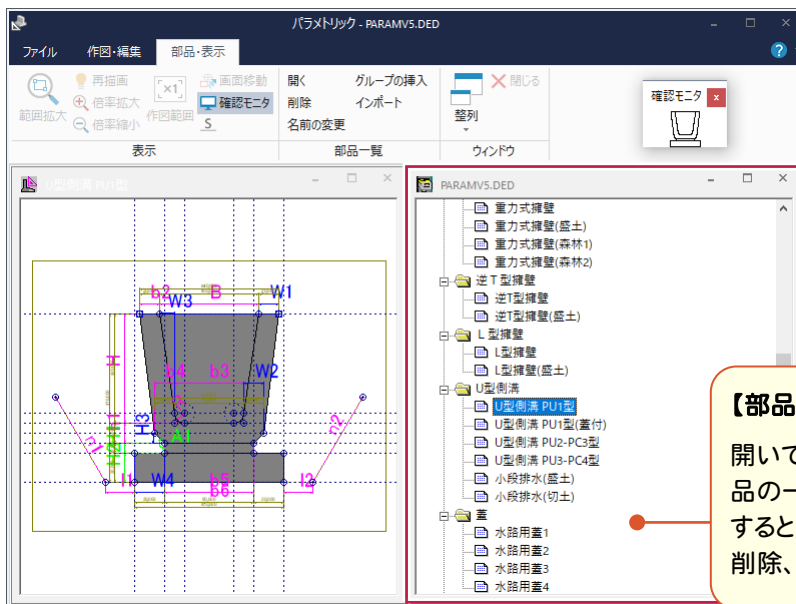 パラメトリック - PARAMV5.DED
ファイル 作図・編集 部品・表示
範囲拡大
再描画
倍率拡大
倍率縮小
[×1]
作図範囲
画面移動
確認モニタ
S
表示
開く グループの挿入
削除 インポート
名前の変更
部品一覧
整列
閉じる
ウィンドウ
確認モニタ
U型側溝 PU1型
b2 B W1
W3
H
b4 b3 W2
H3 A1
h1
H2
n1
n2
l1 W4 b5 l2
b6
PARAMV5.DED
重力式擁壁
重力式擁壁(盛土)
重力式擁壁(森林1)
重力式擁壁(森林2)
逆T型擁壁
逆T型擁壁
逆T型擁壁(盛土)
L型擁壁
L型擁壁
L型擁壁(盛土)
U型側溝
U型側溝 PU1型
U型側溝 PU1型(蓋付)
U型側溝 PU2-PC3型
U型側溝 PU3-PC4型
小段排水(盛土)
小段排水(切土)
蓋
水路用蓋1
水路用蓋2
水路用蓋3
水路用蓋4
【部品
開いて
品の一
すると
削除、